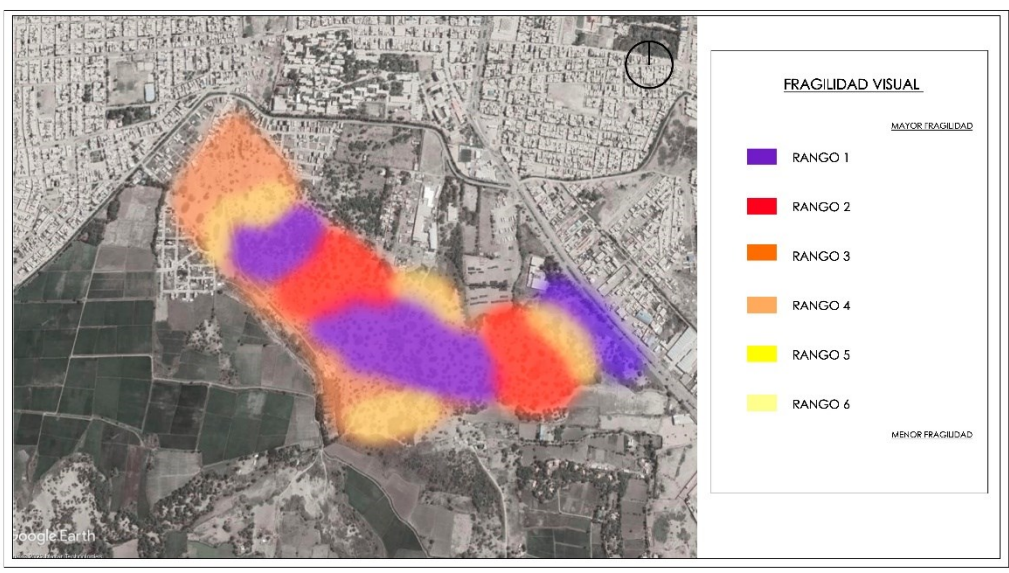 FRAGILIDAD VISUAL
MAYOR FRAGILIDAD
RANGO 1
RANGO 2
RANGO 3
RANGO 4
RANGO 5
RANGO 6
MENOR FRAGILIDAD
Google Earth